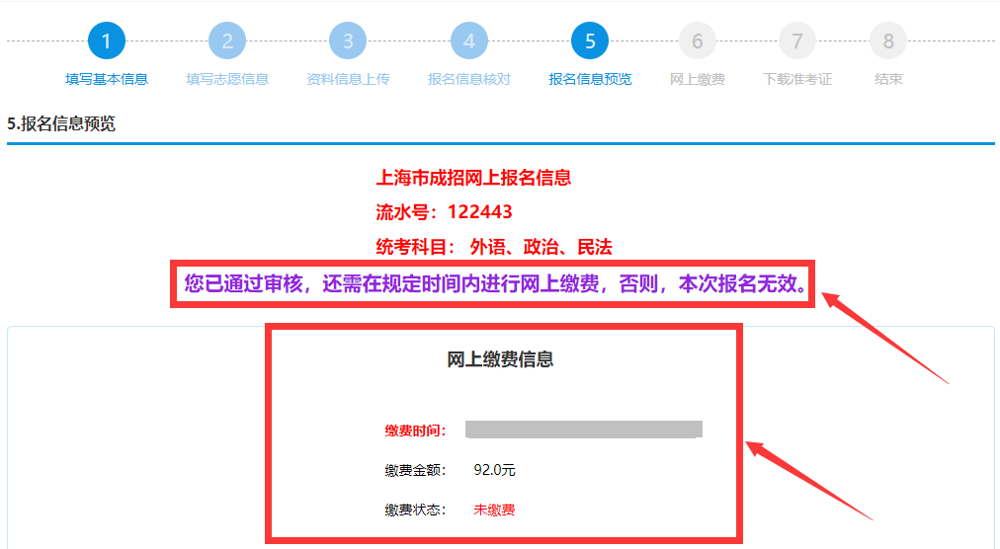 1 2 3 4 5 6 7 8
填写基本信息 填写志愿信息 资料信息上传 报名信息核对 报名信息预览 网上缴费 下载准考证 结束
5.报名信息预览
上海市成招网上报名信息
流水号：122443
统考科目： 外语、政治、民法
您已通过审核，还需在规定时间内进行网上缴费，否则，本次报名无效。
网上缴费信息
缴费时间：
缴费金额： 92.0元
缴费状态： 未缴费